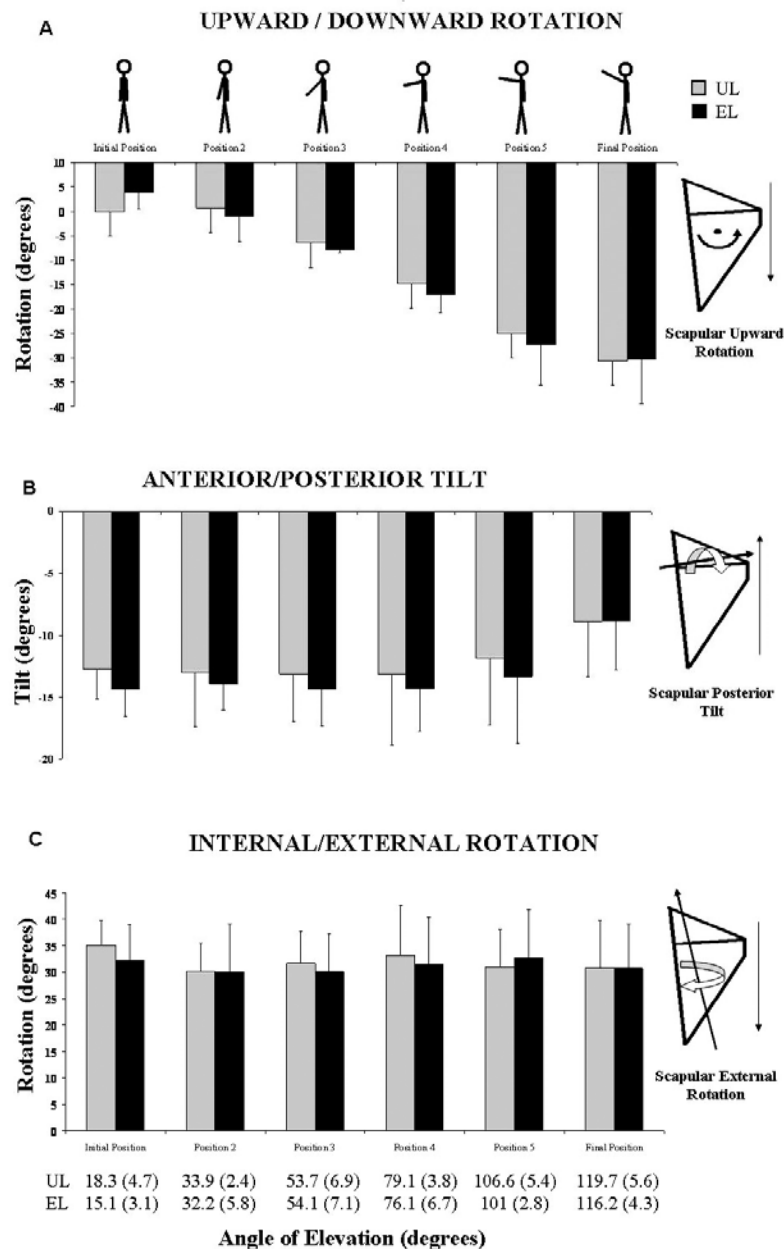 A
UPWARD / DOWNWARD ROTATION
UL
EL
Initial Position Position 2 Position 3 Position 4 Position 5 Final Position
10
5
0
-5
-10
-15
-20
-25
-30
-35
-40
Rotation (degrees)
Scapular Upward
Rotation
B
ANTERIOR/POSTERIOR TILT
0
-5
-10
-15
-20
Tilt (degrees)
Scapular Posterior
Tilt
C
INTERNAL/EXTERNAL ROTATION
45
40
35
30
25
20
15
10
5
0
Rotation (degrees)
Scapular External
Rotation
Initial Position Position 2 Position 3 Position 4 Position 5 Final Position
UL 18.3 (4.7) 33.9 (2.4) 53.7 (6.9) 79.1 (3.8) 106.6 (5.4) 119.7 (5.6)
EL 15.1 (3.1) 32.2 (5.8) 54.1 (7.1) 76.1 (6.7) 101 (2.8) 116.2 (4.3)
Angle of Elevation (degrees)